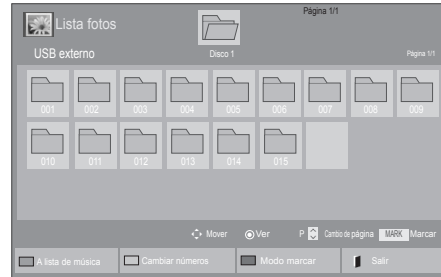 Página 1/1
Lista fotos
USB externo
Disco 1
Página 1/1
001 002 003 004 005 006 007 008 009
010 011 012 013 014 015
Mover Ver P Cambio de página MARK Marcar
A lista de música Cambiar números Modo marcar Salir